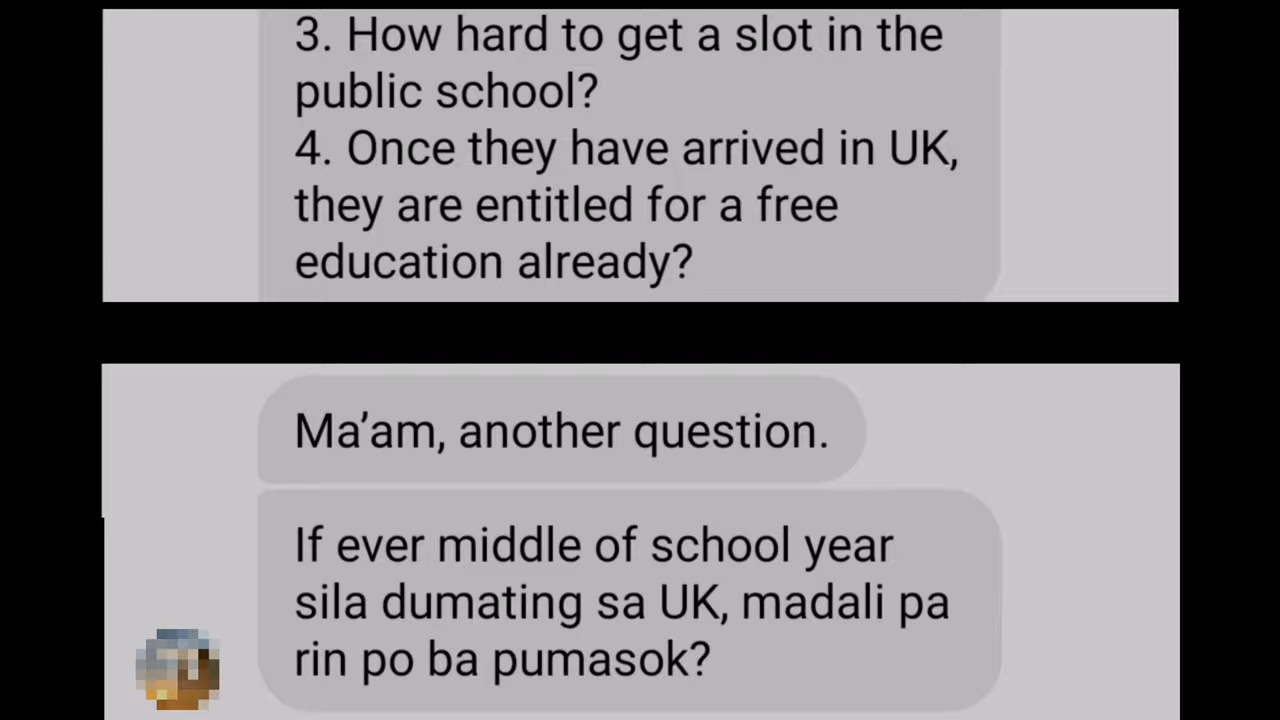 3. How hard to get a slot in the
public school?
4. Once they have arrived in UK,
they are entitled for a free
education already?
Ma’am, another question.
If ever middle of school year
sila dumating sa UK, madali pa
rin po ba pumasok?